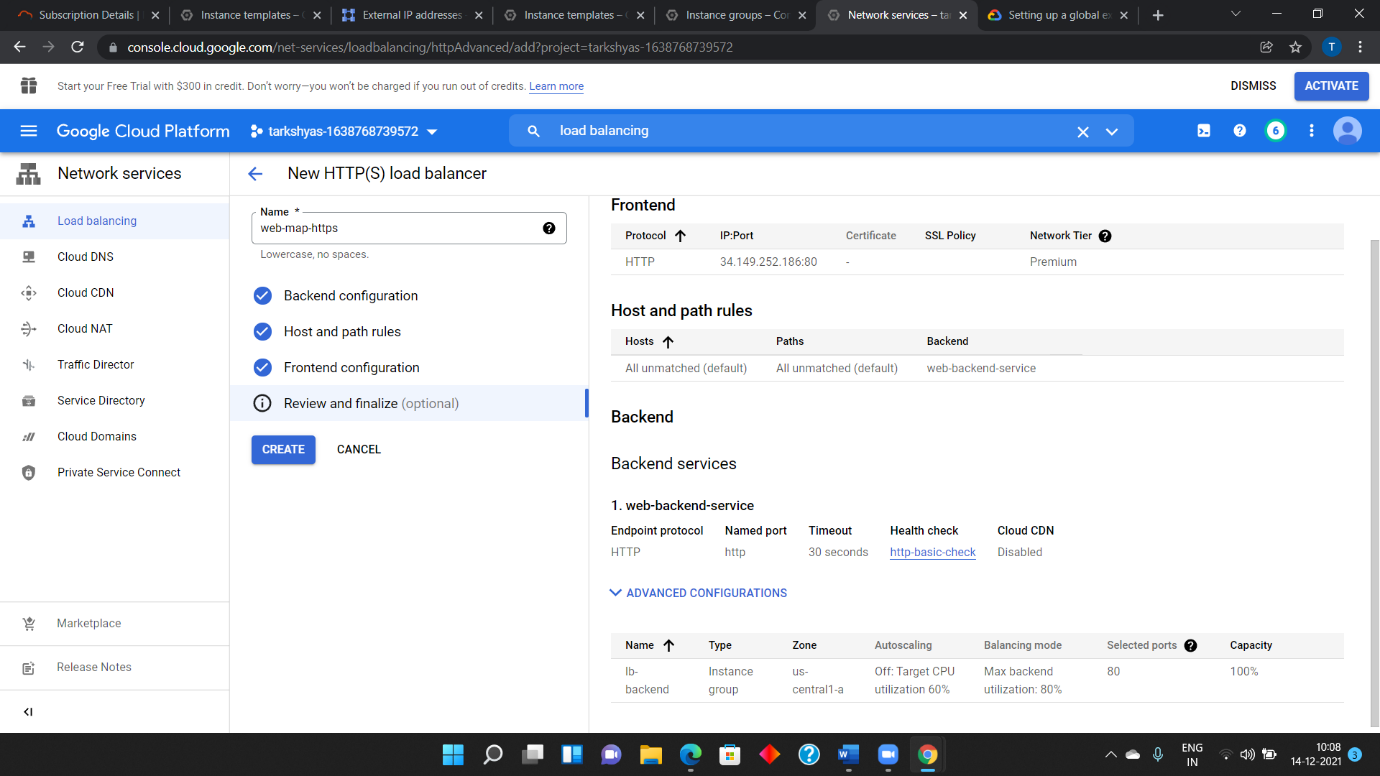 Subscription Details |
Instance templates –
External IP addresses
Instance templates –
Instance groups – Co
Network services – ta
Setting up a global e
console.cloud.google.com/net-services/loadbalancing/httpAdvanced/add?project=tarkshyas-1638768739572
T
Start your Free Trial with $300 in credit. Don't worry—you won't be charged if you run out of credits. Learn more
DISMISS
ACTIVATE
Google Cloud Platform
tarkshyas-1638768739572
load balancing
6
Network services
New HTTP(S) load balancer
Load balancing
Cloud DNS
Cloud CDN
Cloud NAT
Traffic Director
Service Directory
Cloud Domains
Private Service Connect
Marketplace
Release Notes
Name *
web-map-https
Lowercase, no spaces.
Backend configuration
Host and path rules
Frontend configuration
Review and finalize (optional)
CREATE
CANCEL
Frontend
Protocol IP:Port Certificate SSL Policy Network Tier
HTTP 34.149.252.186:80 - Premium
Host and path rules
Hosts Paths Backend
All unmatched (default) All unmatched (default) web-backend-service
Backend
Backend services
1. web-backend-service
Endpoint protocol Named port Timeout Health check Cloud CDN
HTTP http 30 seconds http-basic-check Disabled
ADVANCED CONFIGURATIONS
Name Type Zone Autoscaling Balancing mode Selected ports Capacity
lb- Instance us- Off: Target CPU Max backend 80 100%
backend group central1-a utilization 60% utilization: 80%
ENG
IN
10:08
14-12-2021
3